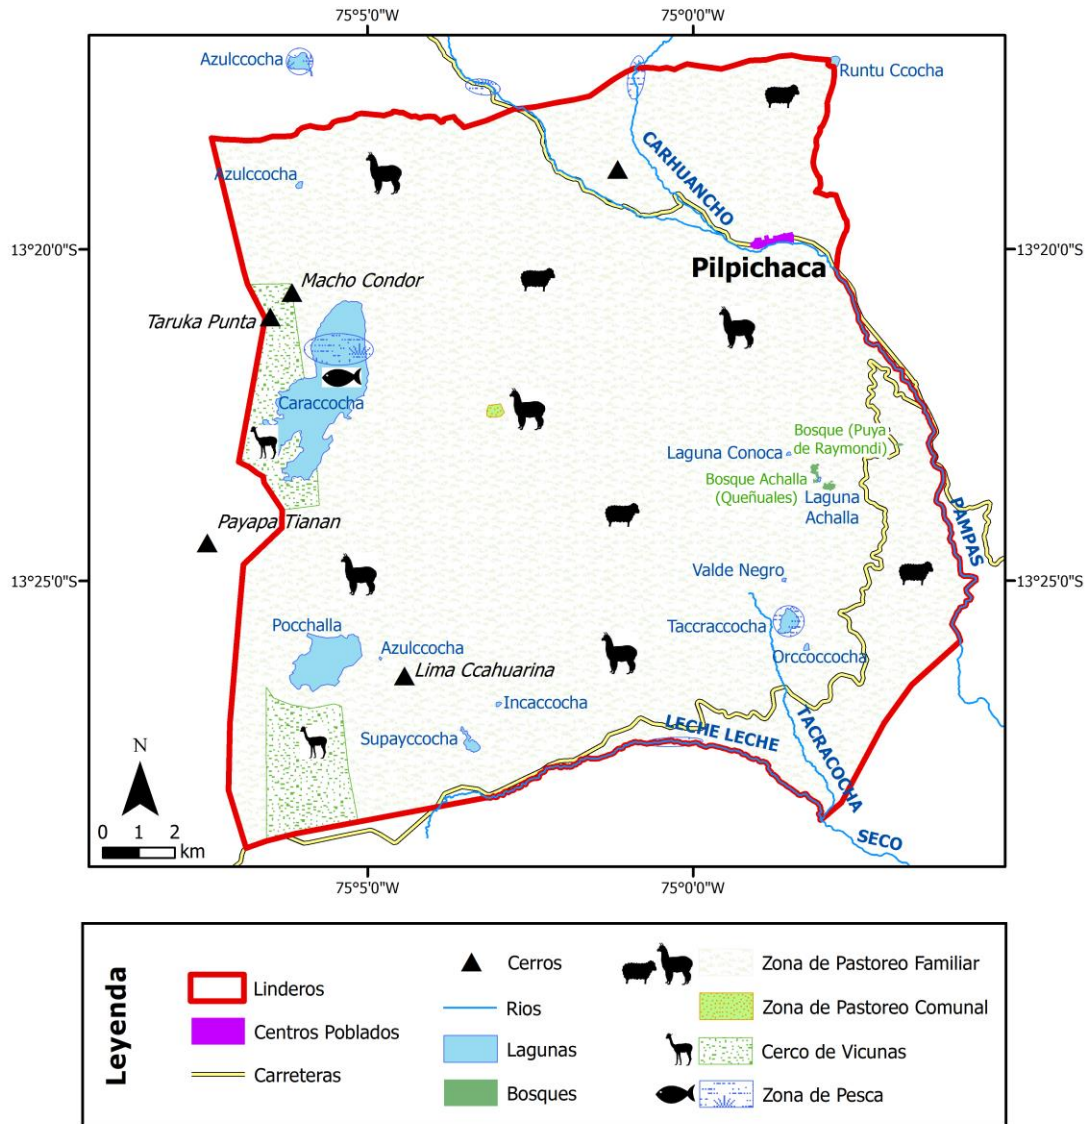 75°5'0"W
75°0'0"W
Azulccocha
Runtu Ccocha
CARHUANCHO
Azulccocha
13°20'0"S
13°20'0"S
Pilpichaca
Macho Condor
Taruka Punta
Caraccocha
Bosque (Puya
de Raymondi)
Laguna Conoca
Bosque Achalla
(Queñuales)
Laguna
Achalla
PAMPAS
Payapa Tianan
13°25'0"S
13°25'0"S
Valde Negro
Pocchalla
Taccraccocha
Azulccocha
Orccoccocha
Lima Ccahuarina
Incaccocha
TACRACOCHA
LECHE LECHE
Supayccocha
N
SECO
0 1 2
km
75°5'0"W
75°0'0"W
Leyenda
Linderos
Centros Poblados
Carreteras
Cerros
Rios
Lagunas
Bosques
Zona de Pastoreo Familiar
Zona de Pastoreo Comunal
Cerco de Vicunas
Zona de Pesca